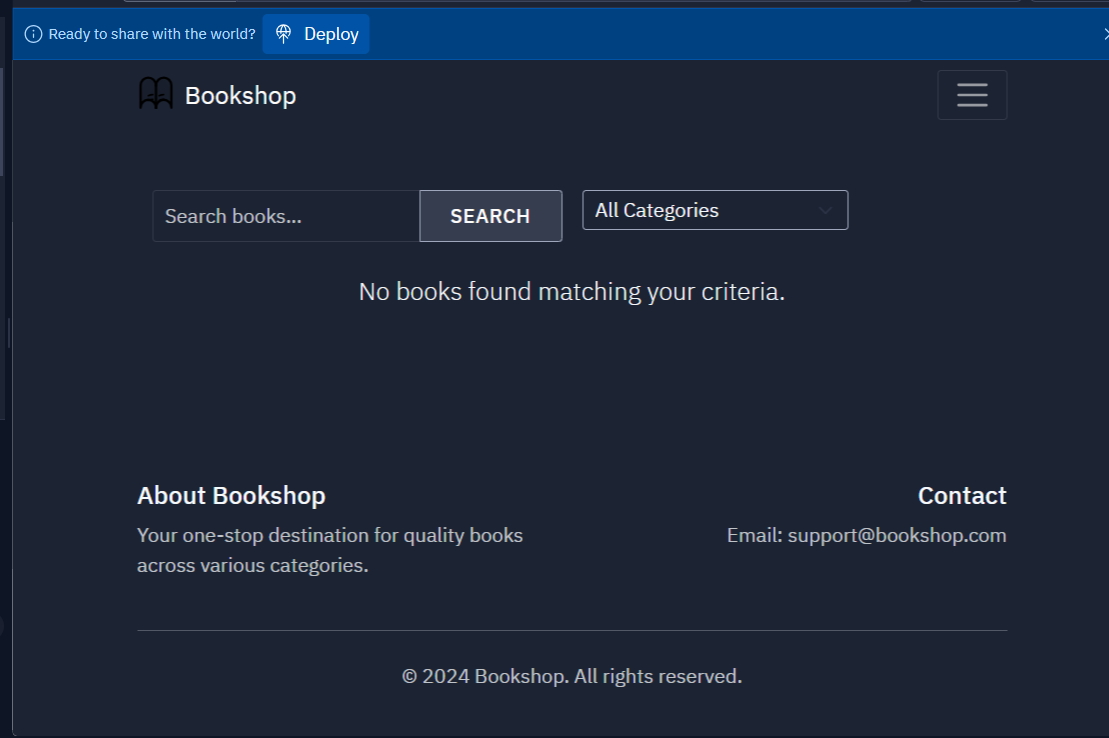 Ready to share with the world? Deploy
Bookshop
Search books... SEARCH All Categories
No books found matching your criteria.
About Bookshop
Your one-stop destination for quality books
across various categories.
Contact
Email: support@bookshop.com
© 2024 Bookshop. All rights reserved.